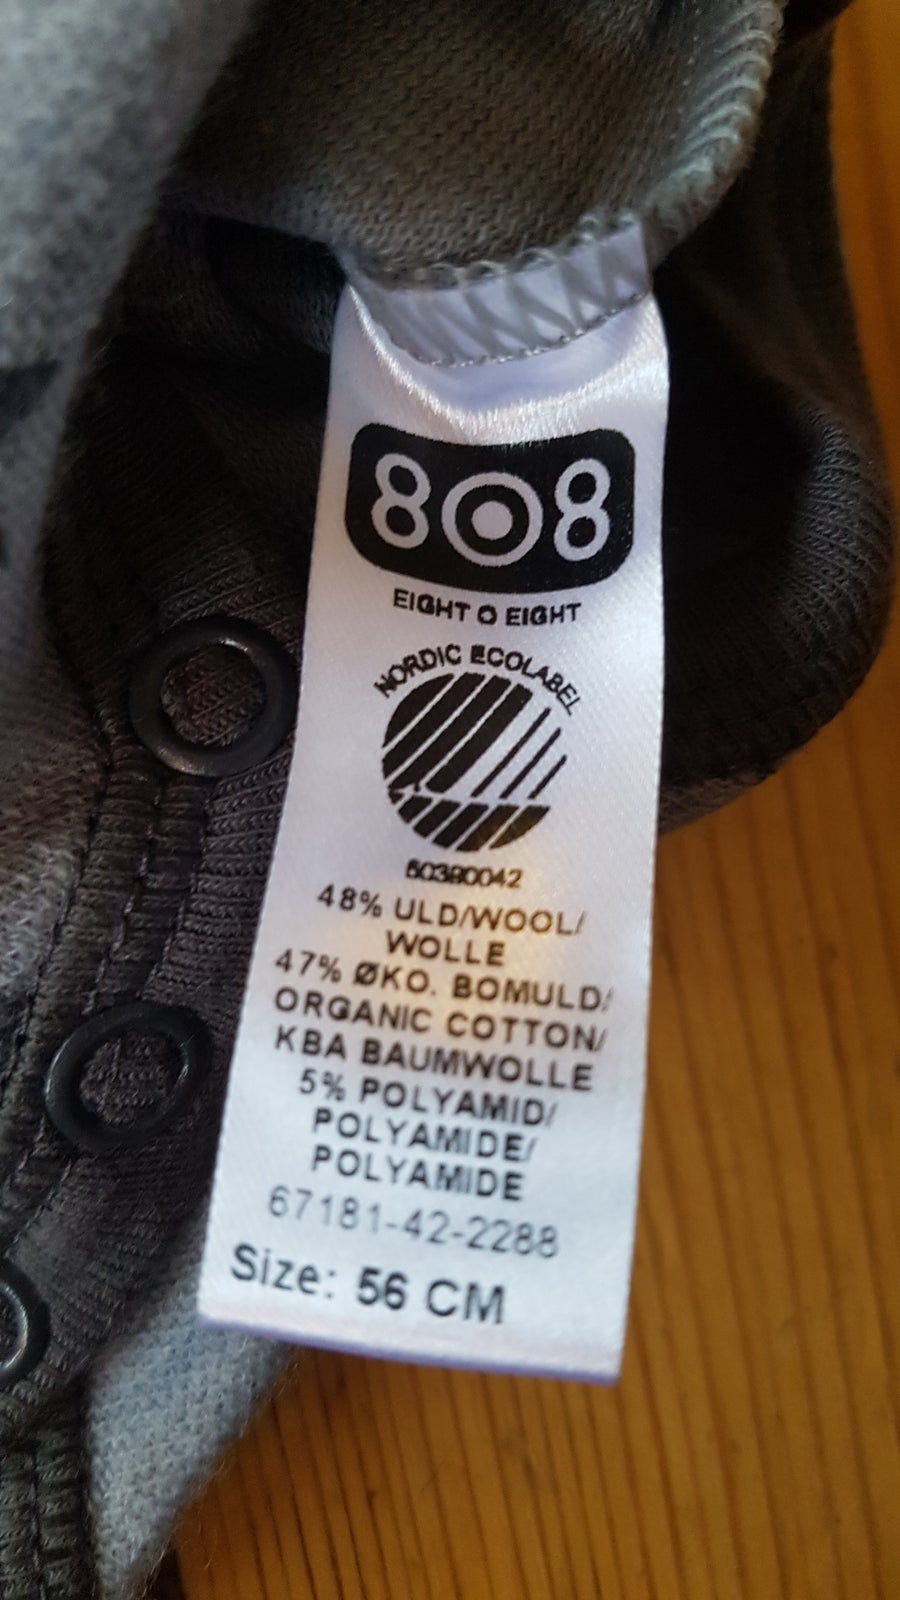 808
EIGHT O EIGHT
NORDIC ECOLABEL
50390042
48% ULD/WOOL/
WOLLE
47% ØKO. BOMULD/
ORGANIC COTTON/
KBA BAUMWOLLE
5% POLYAMID/
POLYAMIDE/
POLYAMIDE
67181-42-2288
Size: 56 CM